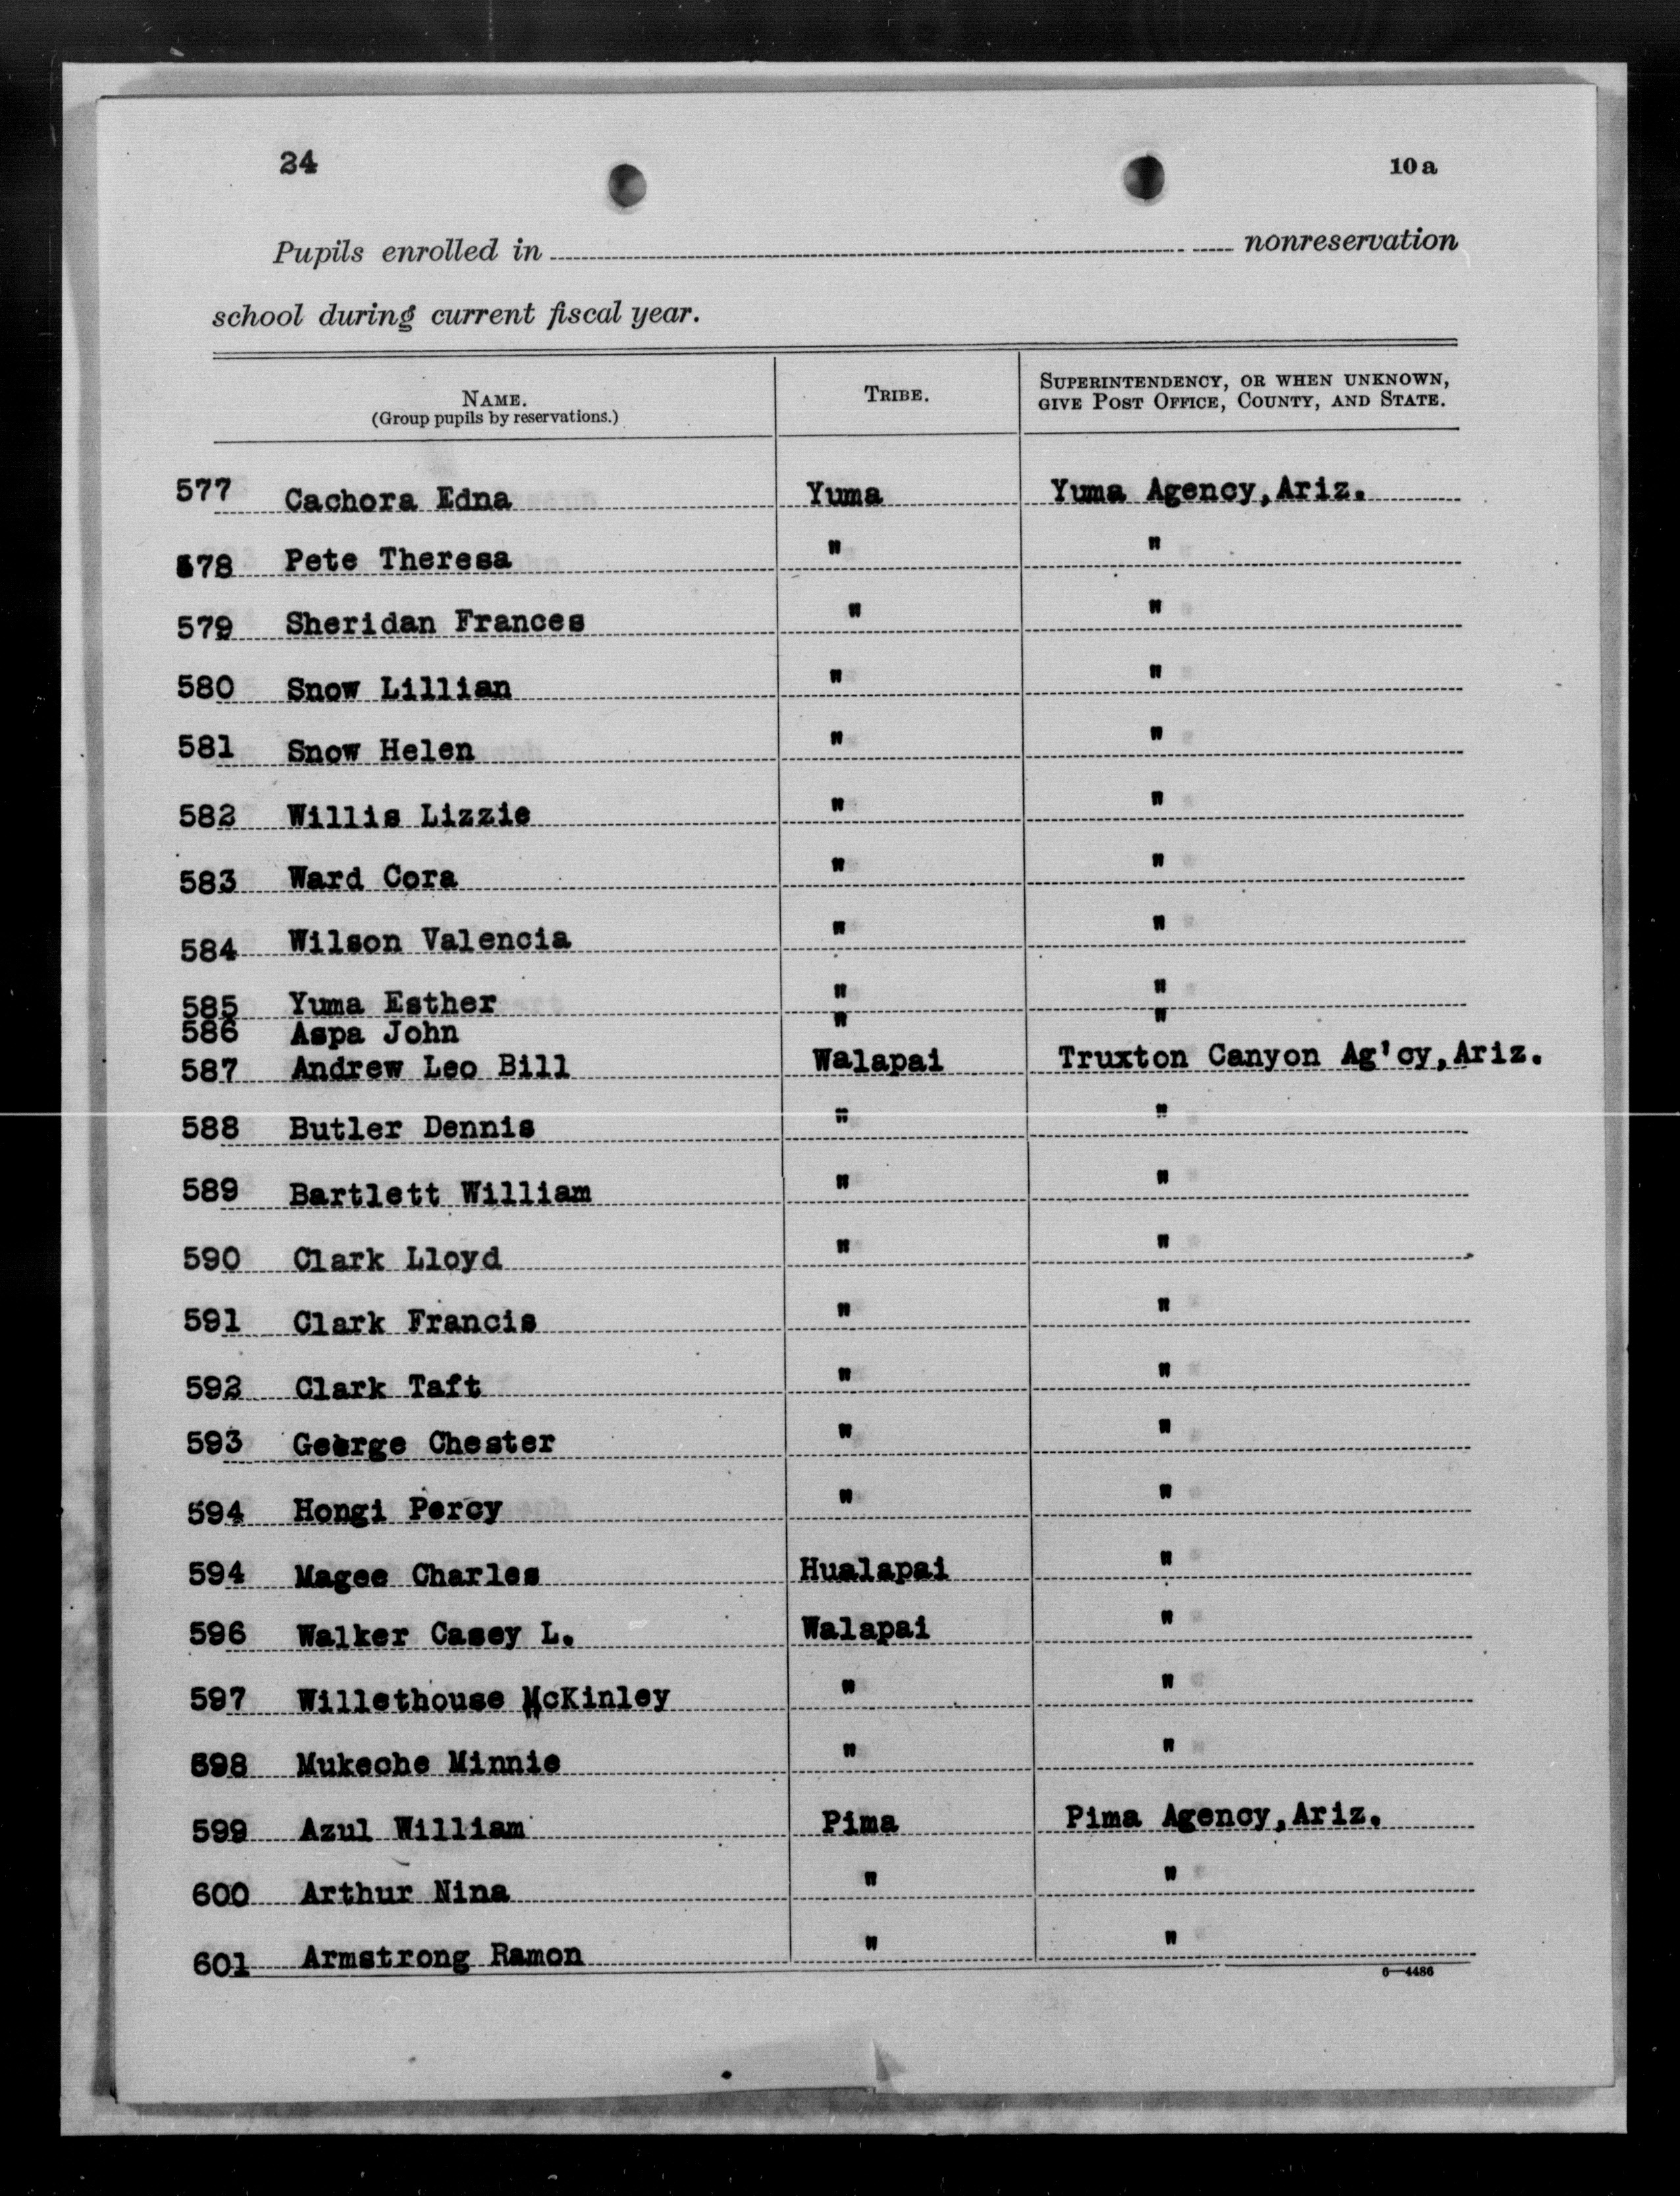 24
10a
Pupils enrolled in nonreservation
school during current fiscal year.
NAME. TRIBE. SUPERINTENDENCY, OR WHEN UNKNOWN,
(Group pupils by reservations.) GIVE POST OFFICE, COUNTY, AND STATE.
577 Cachora Edna Yuma Yuma Agency, Ariz.
578 Pete Theresa " "
579 Sheridan Frances " "
580 Snow Lillian " "
581 Snow Helen " "
582 Willis Lizzie " "
583 Ward Cora " "
584 Wilson Valencia " "
585 Yuma Esther " "
586 Aspa John " "
587 Andrew Leo Bill Walapai Truxton Canyon Ag'cy, Ariz.
588 Butler Dennis " "
589 Bartlett William " "
590 Clark Lloyd " "
591 Clark Francis " "
592 Clark Taft " "
593 George Chester " "
594 Hongi Percy " "
594 Magee Charles Hualapai "
596 Walker Casey L. Walapai "
597 Willethouse McKinley " "
598 Mukeche Minnie " "
599 Azul William Pima Pima Agency, Ariz.
600 Arthur Nina " "
601 Armstrong Ramon " "
6—4486